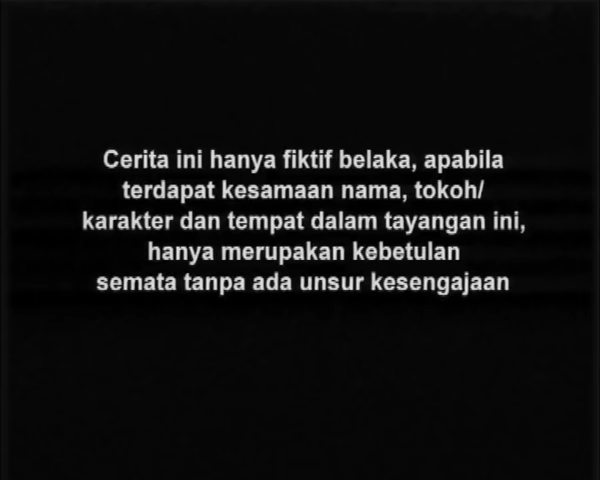 Cerita ini hanya fiktif belaka, apabila
terdapat kesamaan nama, tokoh/
karakter dan tempat dalam tayangan ini,
hanya merupakan kebetulan
semata tanpa ada unsur kesengajaan